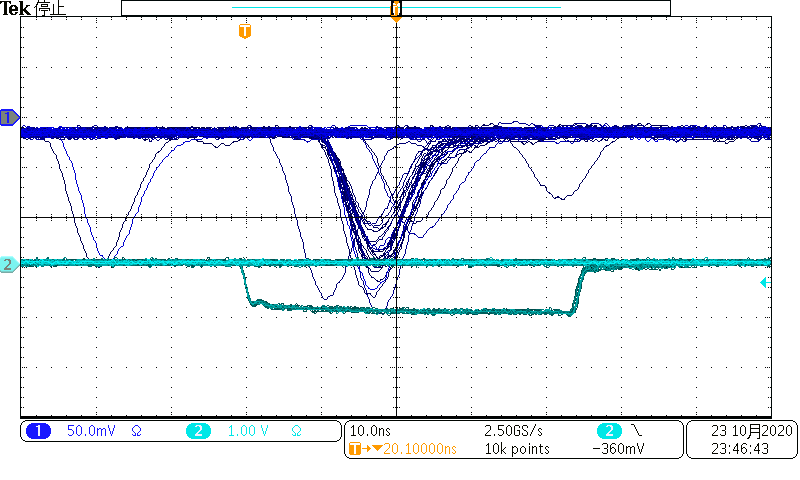 Tek 停止
T
1
2
1 50.0mV Ω 2 1.00 V Ω
10.0ns 2.50GS/s 2
T→▼20.10000ns 10k points −360mV
23 10月2020
23:46:43